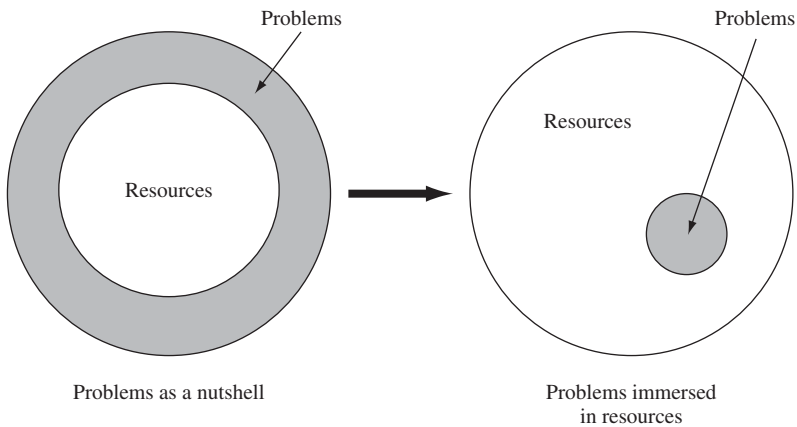 Problems
Problems
Resources
Resources
Problems as a nutshell
Problems immersed
in resources